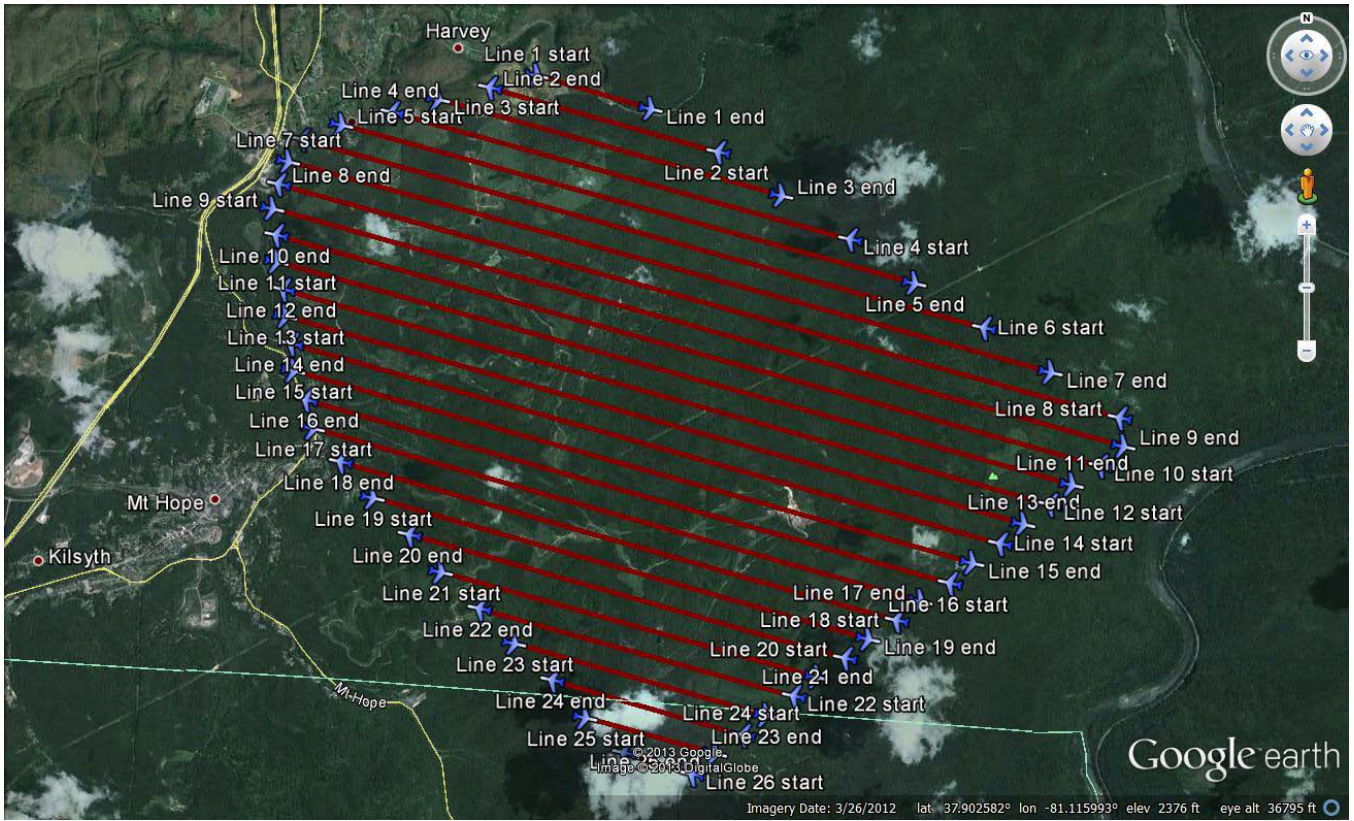 N
Harvey
Line 1 start
Line 2 end
Line 4 end
Line 3 start
Line 5 start
Line 1 end
Line 7 start
Line 2 start
Line 8 end
Line 3 end
Line 9 start
Line 4 start
Line 10 end
Line 11 start
Line 5 end
Line 12 end
Line 6 start
Line 13 start
Line 14 end
Line 7 end
Line 15 start
Line 8 start
Line 16 end
Line 9 end
Line 17 start
Line 11 end
Line 10 start
Line 18 end
Mt Hope
Line 13 end
Line 12 start
Line 19 start
Line 14 start
Line 20 end
Kilsyth
Line 15 end
Line 21 start
Line 17 end
Line 16 start
Line 18 start
Line 22 end
Line 19 end
Line 20 start
Line 23 start
Line 21 end
Mt Hope
Line 24 end
Line 22 start
Line 24 start
Line 25 start
Line 23 end
© 2013 Google
Image © 2013 DigitalGlobe
Line 26 start
Google earth
Imagery Date: 3/26/2012 lat 37.902582° lon -81.115993° elev 2376 ft eye alt 36795 ft